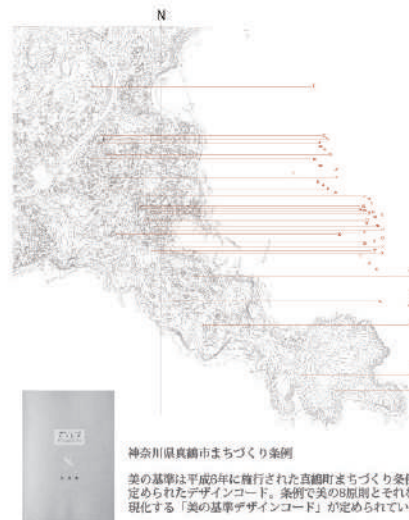 N
神奈川県真鶴市まちづくり条例
美の基準は平成6年に施行された真鶴町まちづくり条例
定められたデザインコード。条例で美の8原則とそれを
現化する「美の基準デザインコード」が定められてい